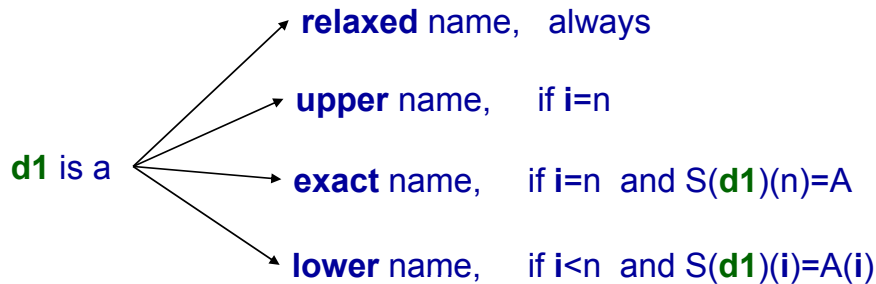 relaxed name, always
upper name, if i=n
d1 is a
exact name, if i=n and S(d1)(n)=A
lower name, if i<n and S(d1)(i)=A(i)